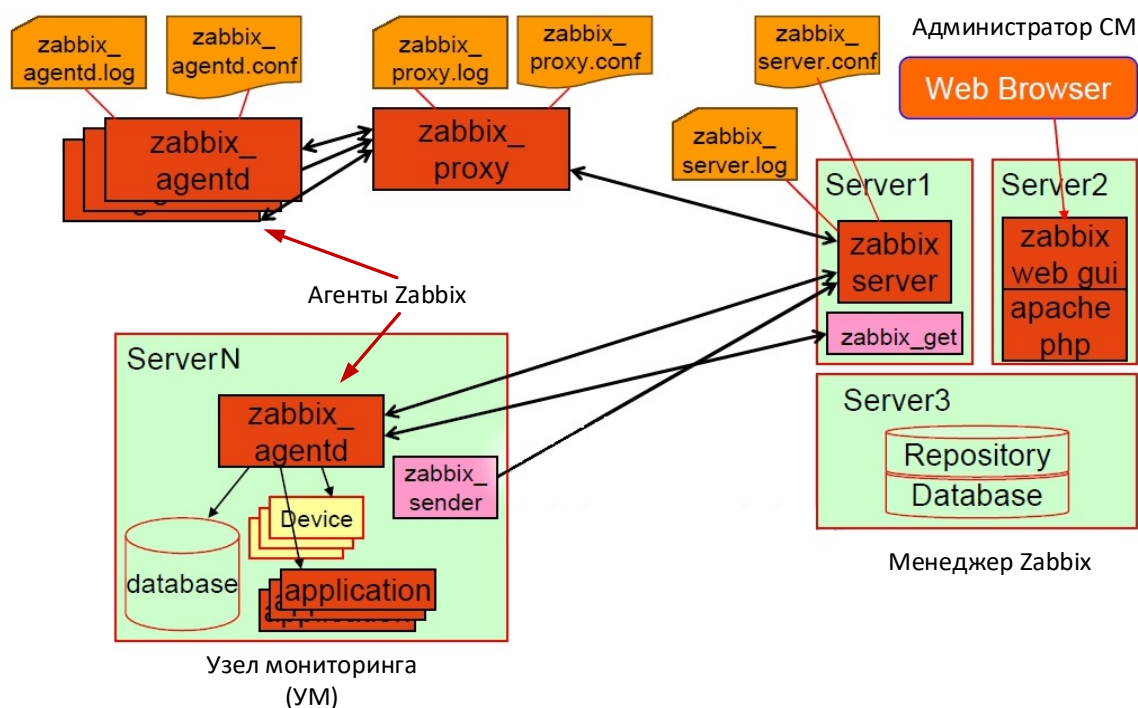 zabbix_
agentd.log
zabbix_
agentd.conf
zabbix_
proxy.log
zabbix_
proxy.conf
zabbix_
server.conf
Администратор СМ
Web Browser
zabbix_
agentd
zabbix_
proxy
zabbix_
server.log
Server1
Server2
zabbix
server
zabbix
web gui
apache
php
zabbix_get
Агенты Zabbix
ServerN
zabbix_
agentd
zabbix_
sender
Device
database
application
Server3
Repository
Database
Менеджер Zabbix
Узел мониторинга
(УМ)